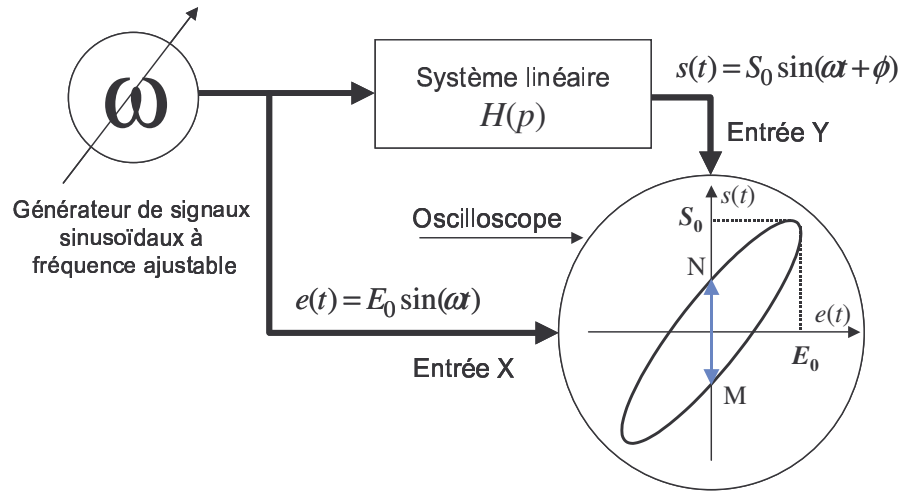 ω
Système linéaire
H(p)
s(t) = S₀ sin(ωt + ϕ)
Entrée Y
Générateur de signaux
sinusoïdaux à
fréquence ajustable
Oscilloscope
e(t) = E₀ sin(ωt)
Entrée X
s(t)
S₀
N
e(t)
E₀
M